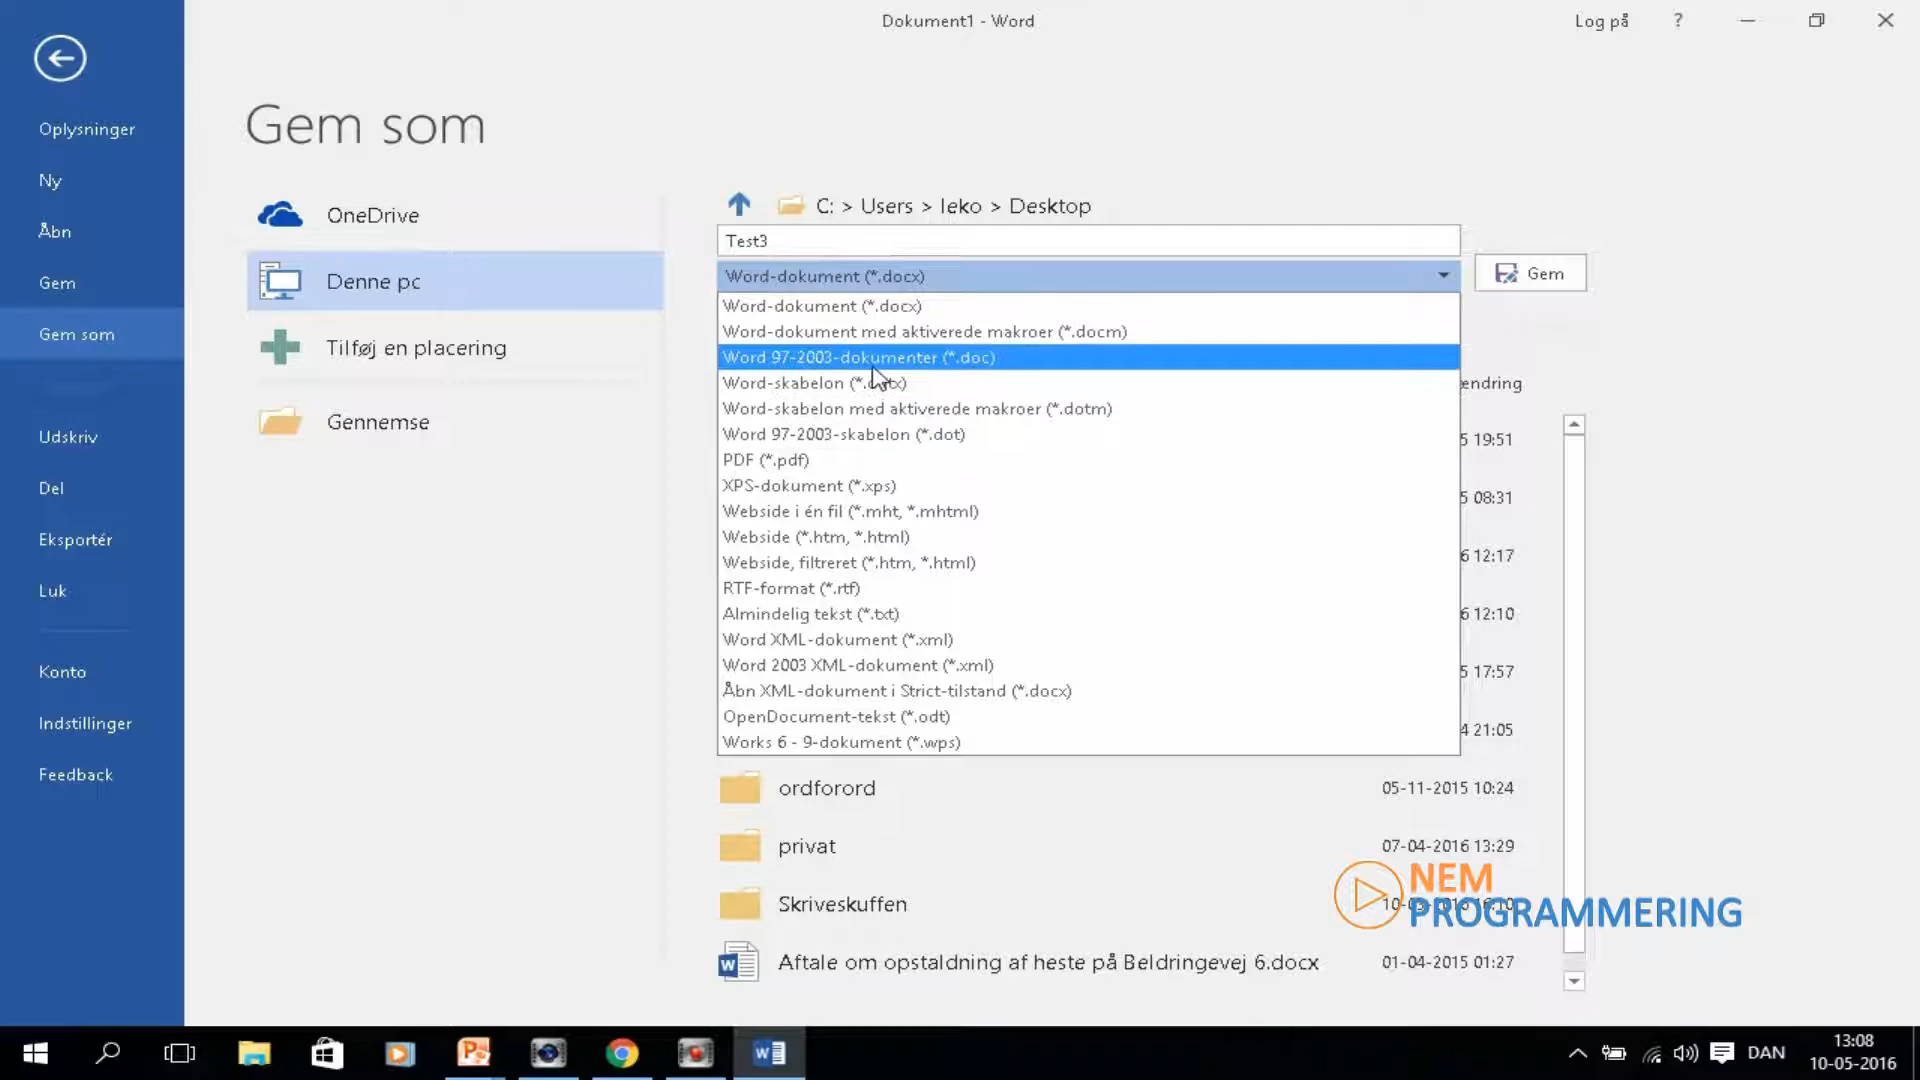 Dokument1 - Word
Log på
?
Oplysninger
Ny
Åbn
Gem
Gem som
Udskriv
Del
Eksportér
Luk
Konto
Indstillinger
Feedback
Gem som
OneDrive
Denne pc
Tilføj en placering
Gennemse
C: > Users > leko > Desktop
Test3
Word-dokument (*.docx)
Gem
Word-dokument (*.docx)
Word-dokument med aktiverede makroer (*.docm)
Word 97-2003-dokumenter (*.doc)
Word-skabelon
Word-skabelon med aktiverede makroer (*.dotm)
Word 97-2003-skabelon (*.dot)
PDF (*.pdf)
XPS-dokument (*.xps)
Webside i én fil (*.mht, *.mhtml)
Webside (*.htm, *.html)
Webside, filtreret (*.htm, *.html)
RTF-format (*.rtf)
Almindelig tekst (*.txt)
Word XML-dokument (*.xml)
Word 2003 XML-dokument (*.xml)
Åbn XML-dokument i Strict-tilstand (*.docx)
OpenDocument-tekst (*.odt)
Works 6 - 9-dokument (*.wps)
endring
5 19:51
5 08:31
6 12:17
6 12:10
5 17:57
4 21:05
ordforord 05-11-2015 10:24
privat 07-04-2016 13:29
Skriveskuffen
Aftale om opstaldning af heste på Beldringevej 6.docx 01-04-2015 01:27
NEM
PROGRAMMERING
DAN
13:08
10-05-2016